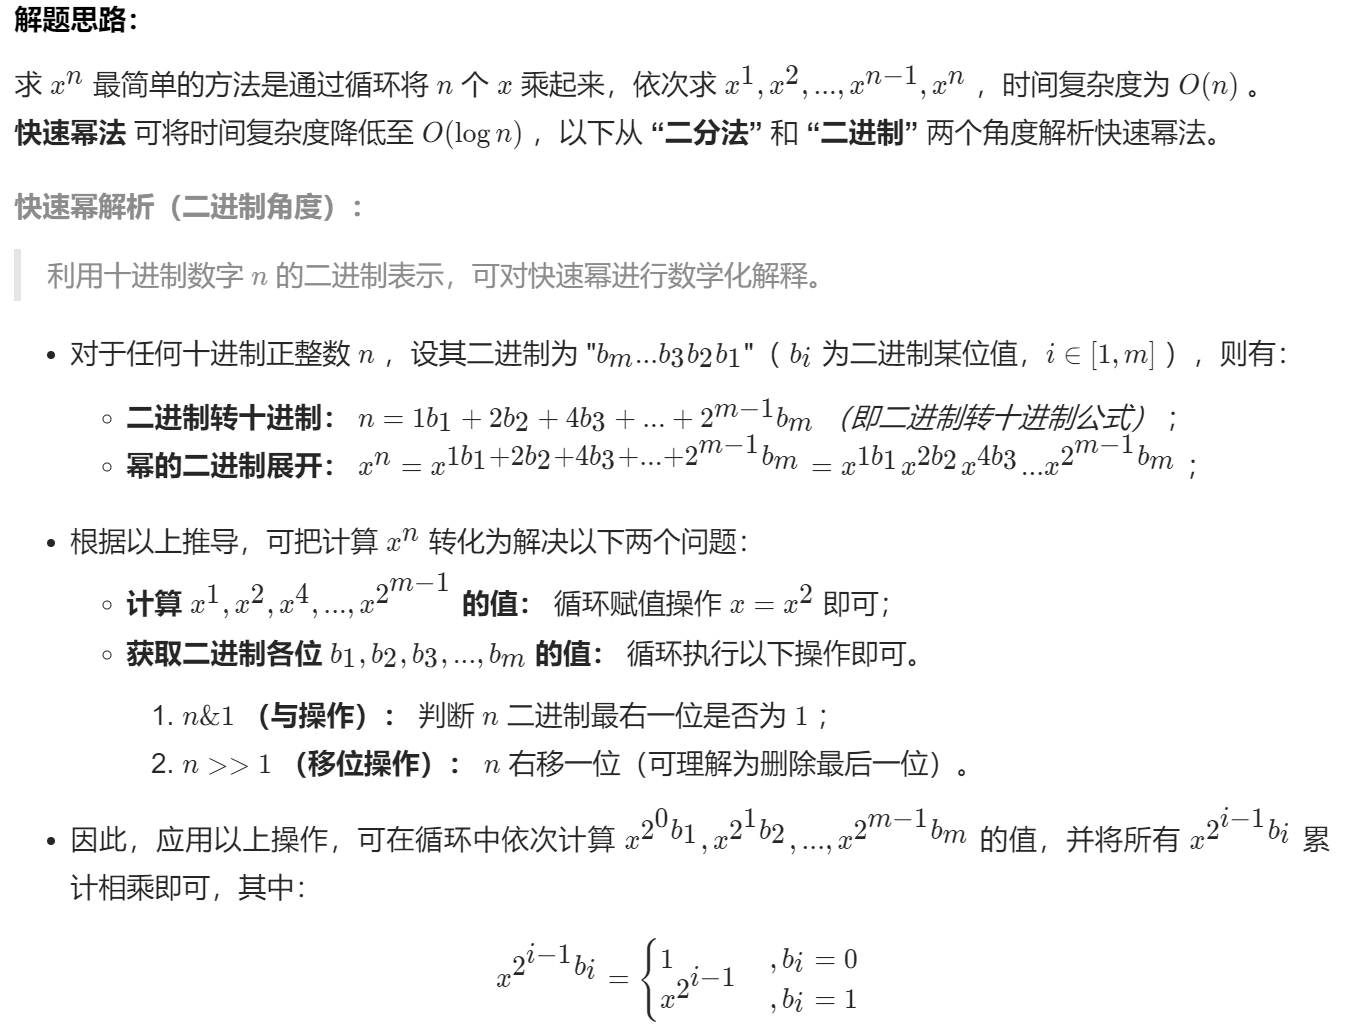 解题思路：
求 xⁿ 最简单的方法是通过循环将 n 个 x 乘起来，依次求 x¹, x², ..., xⁿ⁻¹, xⁿ ，时间复杂度为 O(n) 。
快速幂法 可将时间复杂度降低至 O(log n) ，以下从 “二分法” 和 “二进制” 两个角度解析快速幂法。
快速幂解析（二进制角度）：
利用十进制数字 n 的二进制表示，可对快速幂进行数学化解释。
• 对于任何十进制正整数 n ，设其二进制为 "b_m...b_3b_2b_1"（ b_i 为二进制某位值，i ∈ [1, m] ），则有：
◦ 二进制转十进制： n = 1b_1 + 2b_2 + 4b_3 + ... + 2^{m−1}b_m （即二进制转十进制公式） ；
◦ 幂的二进制展开： x^n = x^{1b_1+2b_2+4b_3+...+2^{m−1}b_m} = x^{1b_1}x^{2b_2}x^{4b_3}...x^{2^{m−1}b_m} ；
• 根据以上推导，可把计算 x^n 转化为解决以下两个问题：
◦ 计算 x^1, x^2, x^4, ..., x^{2^{m−1}} 的值： 循环赋值操作 x = x^2 即可；
◦ 获取二进制各位 b_1, b_2, b_3, ..., b_m 的值： 循环执行以下操作即可。
1. n&1 （与操作）： 判断 n 二进制最右一位是否为 1 ；
2. n >> 1 （移位操作）： n 右移一位（可理解为删除最后一位）。
• 因此，应用以上操作，可在循环中依次计算 x^{2^0b_1}, x^{2^1b_2}, ..., x^{2^{m−1}b_m} 的值，并将所有 x^{2^{i−1}b_i} 累
计相乘即可，其中：
x^{2^{i−1}b_i} = { 1 , b_i = 0
x^{2^{i−1}} , b_i = 1